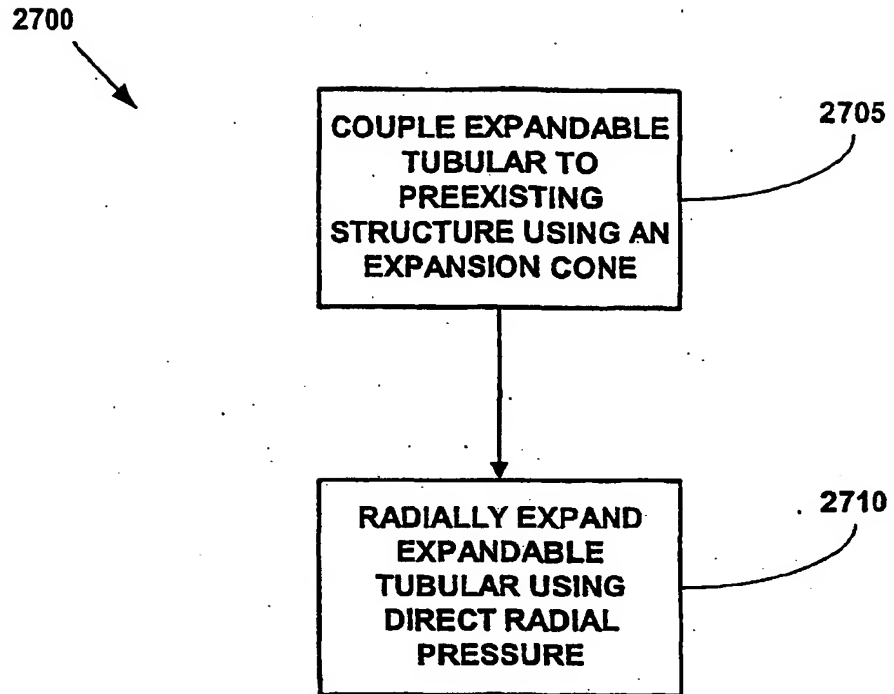 2700
COUPLE EXPANDABLE
TUBULAR TO
PREEXISTING
STRUCTURE USING AN
EXPANSION CONE
2705
RADIALLY EXPAND
EXPANDABLE
TUBULAR USING
DIRECT RADIAL
PRESSURE
2710